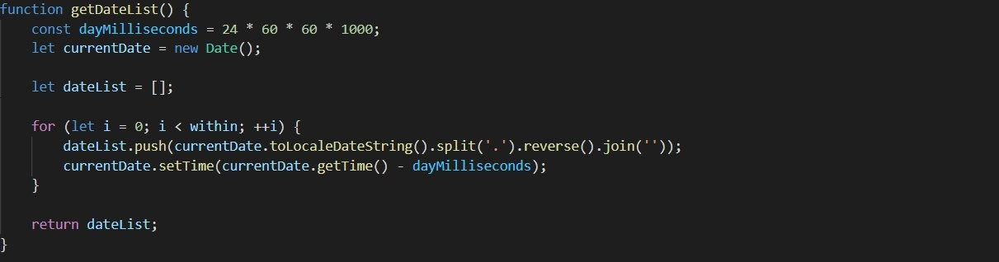 function getDateList() {
    const dayMilliseconds = 24 * 60 * 60 * 1000;
    let currentDate = new Date();

    let dateList = [];

    for (let i = 0; i < within; ++i) {
        dateList.push(currentDate.toLocaleDateString().split('.').reverse().join(''));
        currentDate.setTime(currentDate.getTime() - dayMilliseconds);
    }

    return dateList;
}